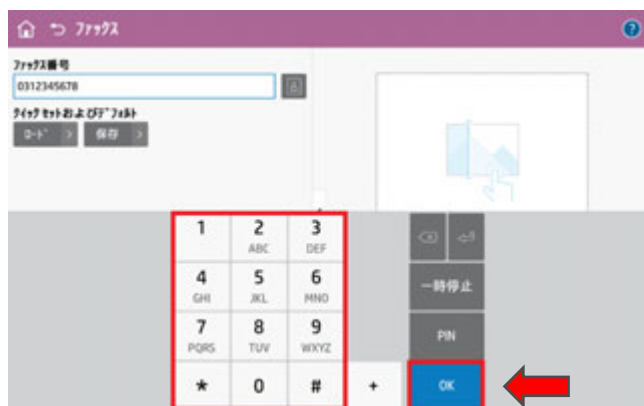 ファックス
?
ファックス番号
0312345678
クイックセットおよびデフォルト
ロード >
保存 >
1
2 ABC
3 DEF
4 GHI
5 JKL
6 MNO
一時停止
7 PQRS
8 TUV
9 WXYZ
PIN
*
0
#
+
OK